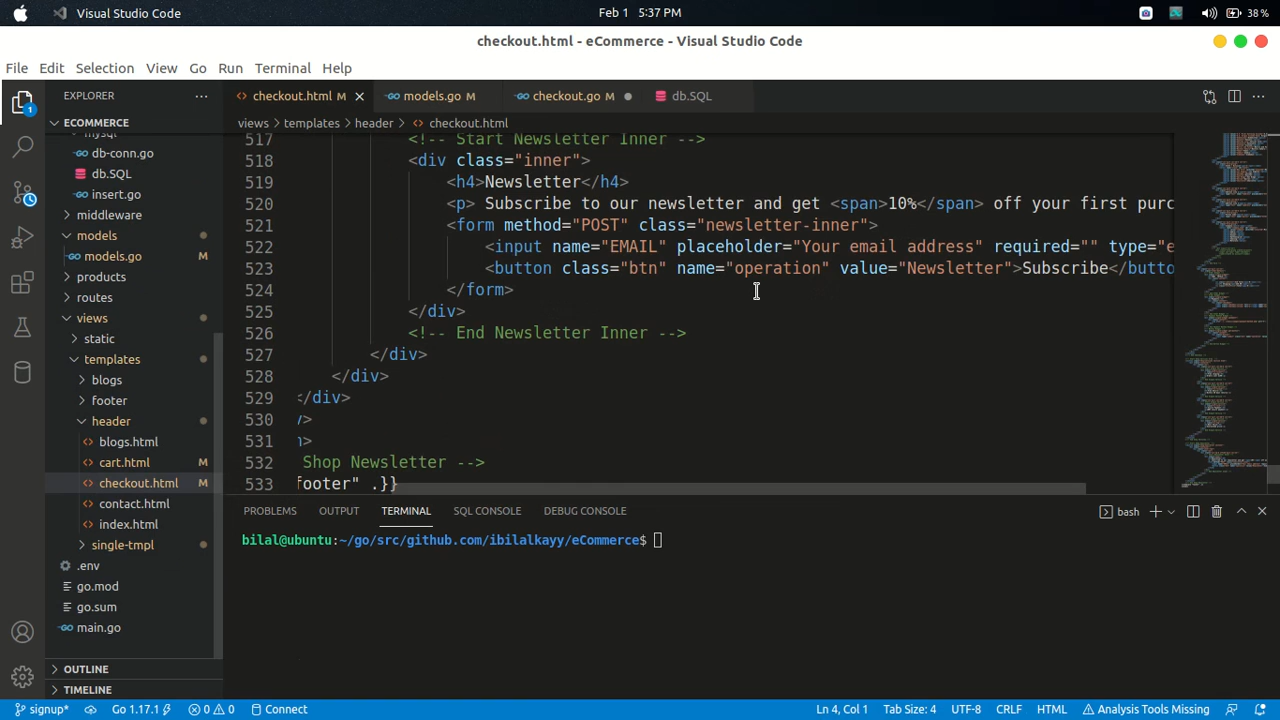 Visual Studio Code
Feb 1 5:37 PM
38 %
checkout.html - eCommerce - Visual Studio Code
File Edit Selection View Go Run Terminal Help
EXPLORER
checkout.html M
models.go M
checkout.go M
db.SQL
ECOMMERCE
views > templates > header > checkout.html
mysql
db-conn.go
db.SQL
insert.go
middleware
models
models.go M
products
routes
views
static
templates
blogs
footer
header
blogs.html
cart.html M
checkout.html M
contact.html
index.html
single-tmpl
.env
go.mod
go.sum
main.go
OUTLINE
TIMELINE
1
517 <!-- Start Newsletter Inner -->
518 <div class="inner">
519 <h4>Newsletter</h4>
520 <p> Subscribe to our newsletter and get <span>10%</span> off your first purc
521 <form method="POST" class="newsletter-inner">
522 <input name="EMAIL" placeholder="Your email address" required="" type="e
523 <button class="btn" name="operation" value="Newsletter">Subscribe</butto
524 </form>
525 </div>
526 <!-- End Newsletter Inner -->
527 </div>
528 </div>
529 </div>
530 />
531 n>
532 Shop Newsletter -->
533 footer" .}}
PROBLEMS OUTPUT TERMINAL SQL CONSOLE DEBUG CONSOLE
bash
bilal@ubuntu:~/go/src/github.com/ibilalkayy/eCommerce$
signup* Go 1.17.1 0 0 Connect
Ln 4, Col 1 Tab Size: 4 UTF-8 CRLF HTML Analysis Tools Missing